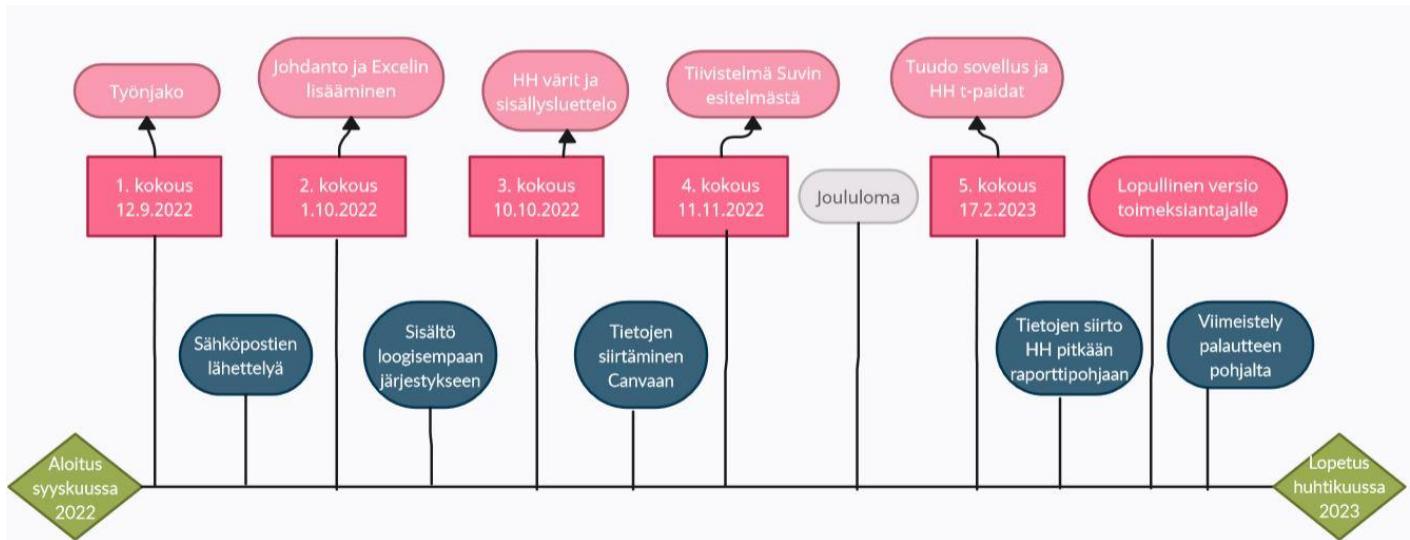 Työnjako
Johdanto ja Excelin
lisääminen
HH värit ja
sisällysluettelo
Tiivistelmä Suvin
esitelmästä
Tuudo sovellus ja
HH t-paidat
1. kokous
12.9.2022
2. kokous
1.10.2022
3. kokous
10.10.2022
4. kokous
11.11.2022
Joululoma
5. kokous
17.2.2023
Lopullinen versio
toimeksiantajalle
Sähköpostien
lähettelyä
Sisältö
loogisempaan
järjestykseen
Tietojen
siirtäminen
Canvaan
Tietojen siirto
HH pitkään
raporttipohjaan
Viimeistely
palautteen
pohjalta
Aloitus
syyskuussa
2022
Lopetus
huhtikuussa
2023